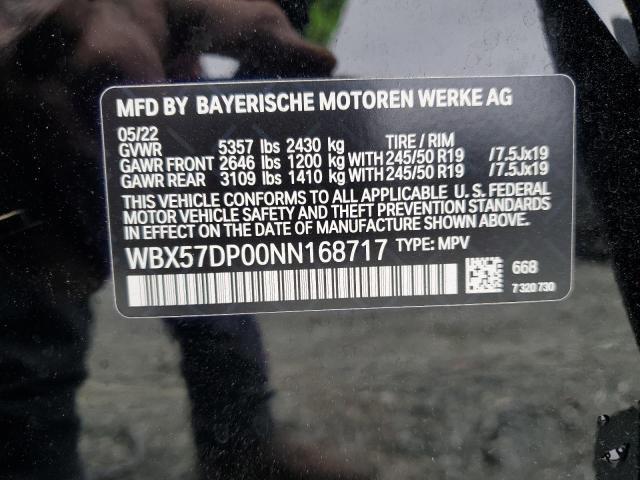 MFD BY BAYERISCHE MOTOREN WERKE AG
05/22
GVWR 5357 lbs 2430 kg TIRE / RIM
GAWR FRONT 2646 lbs 1200 kg WITH 245/50 R19 /7.5Jx19
GAWR REAR 3109 lbs 1410 kg WITH 245/50 R19 /7.5Jx19
THIS VEHICLE CONFORMS TO ALL APPLICABLE U. S. FEDERAL
MOTOR VEHICLE SAFETY AND THEFT PREVENTION STANDARDS
IN EFFECT ON THE DATE OF MANUFACTURE SHOWN ABOVE.
WBX57DP00NN168717 TYPE: MPV
668
7 320 730